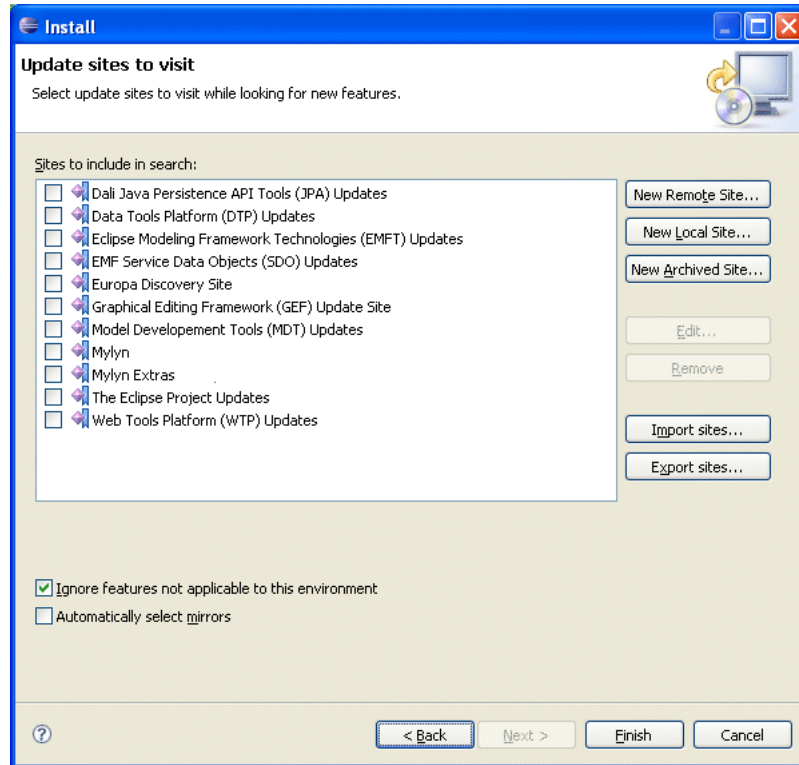 Install
Update sites to visit
Select update sites to visit while looking for new features.
Sites to include in search:
Dali Java Persistence API Tools (JPA) Updates
Data Tools Platform (DTP) Updates
Eclipse Modeling Framework Technologies (EMFT) Updates
EMF Service Data Objects (SDO) Updates
Europa Discovery Site
Graphical Editing Framework (GEF) Update Site
Model Developement Tools (MDT) Updates
Mylyn
Mylyn Extras
The Eclipse Project Updates
Web Tools Platform (WTP) Updates
New Remote Site...
New Local Site...
New Archived Site...
Edit...
Remove
Import sites...
Export sites...
Ignore features not applicable to this environment
Automatically select mirrors
?
< Back
Next >
Finish
Cancel